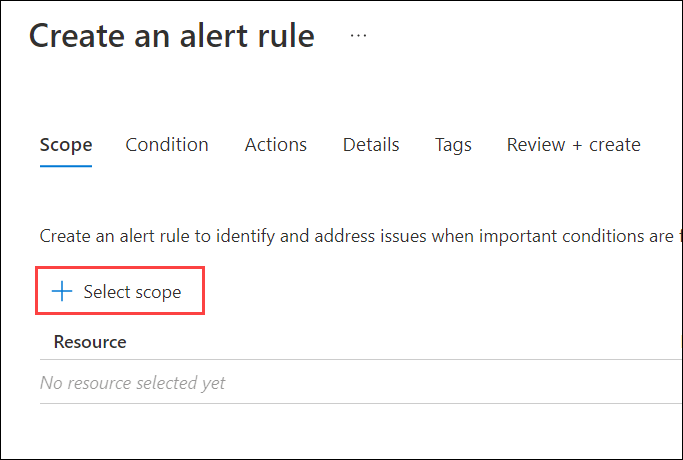 Create an alert rule ...
Scope Condition Actions Details Tags Review + create
Create an alert rule to identify and address issues when important conditions are
+ Select scope
Resource
No resource selected yet